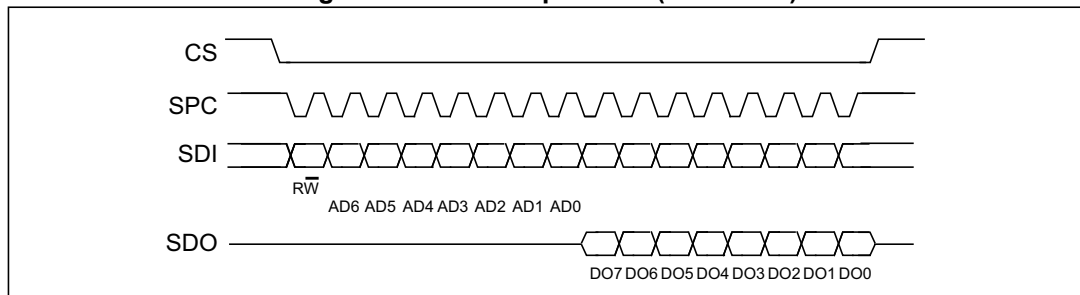 CS
SPC
SDI
RW
AD6 AD5 AD4 AD3 AD2 AD1 AD0
SDO
DO7 DO6 DO5 DO4 DO3 DO2 DO1 DO0